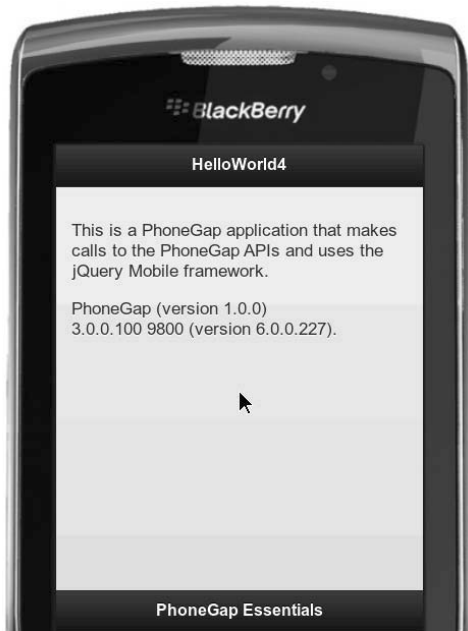 BlackBerry
HelloWorld4
This is a PhoneGap application that makes
calls to the PhoneGap APIs and uses the
jQuery Mobile framework.
PhoneGap (version 1.0.0)
3.0.0.100 9800 (version 6.0.0.227).
PhoneGap Essentials